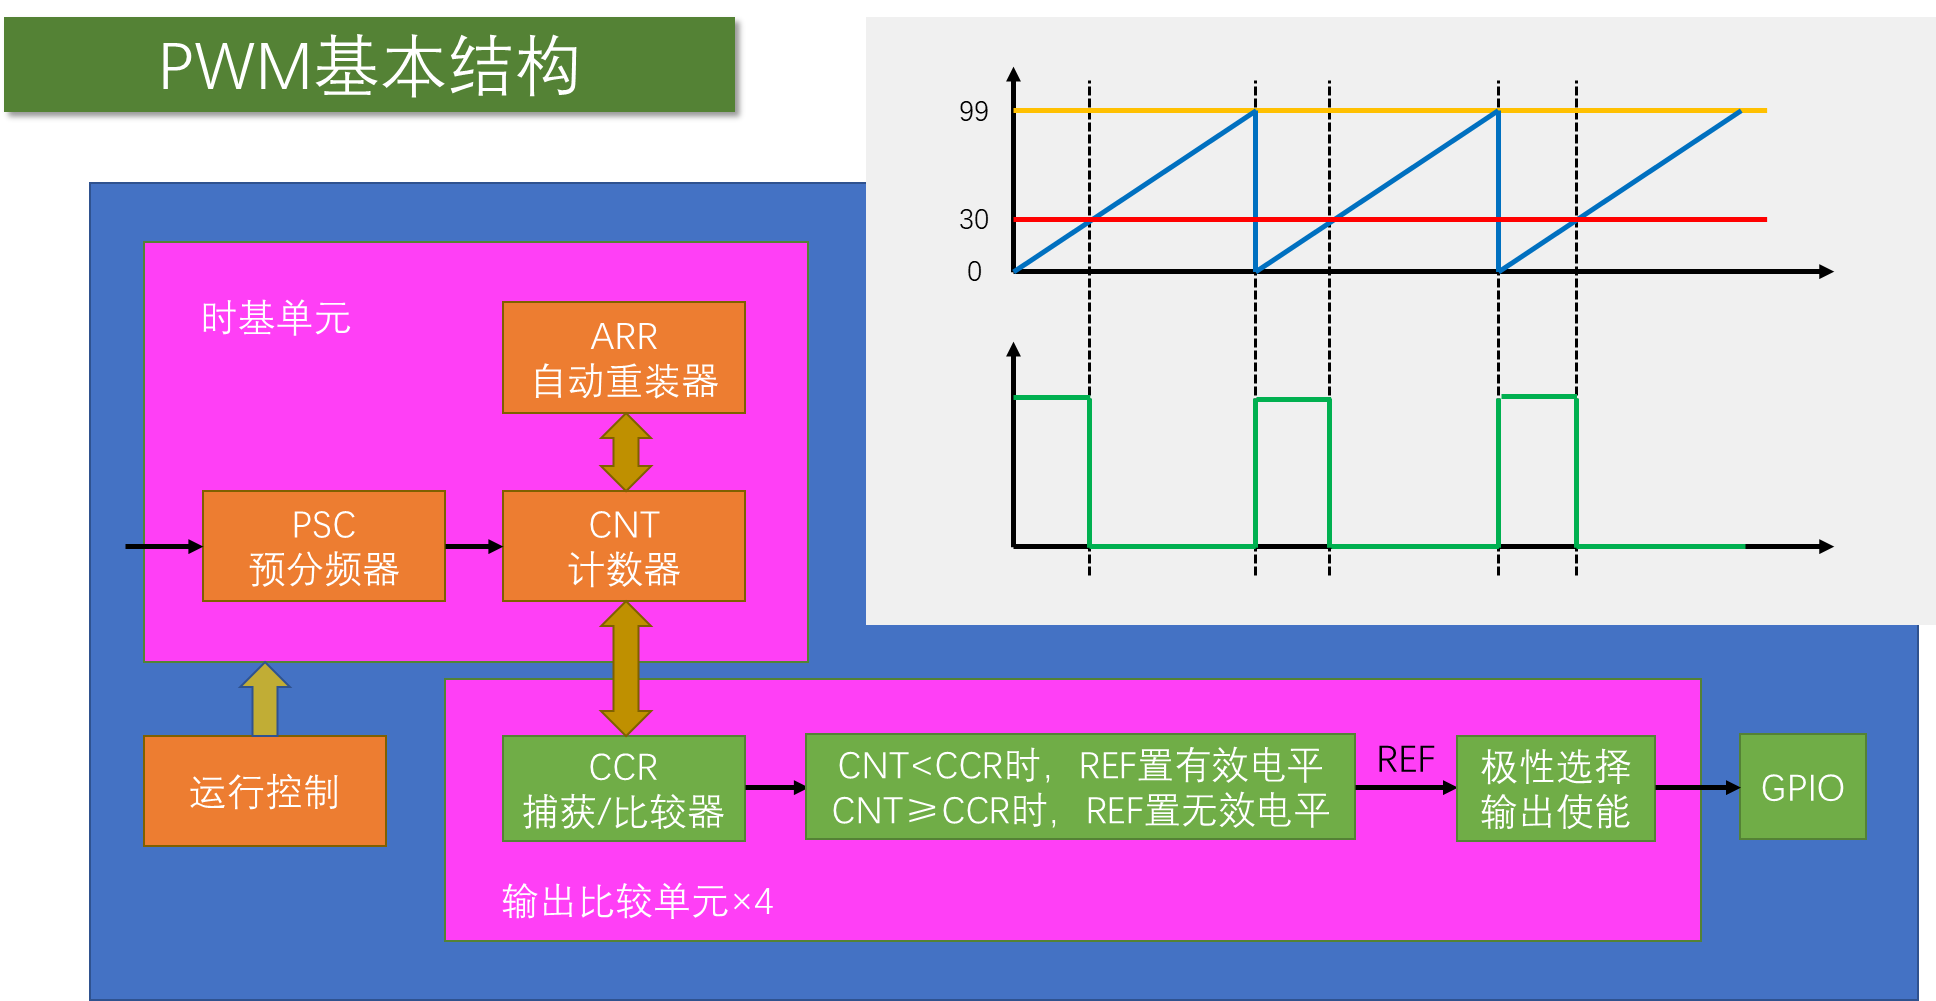 PWM基本结构
99
30
0
时基单元
ARR
自动重装器
PSC
预分频器
CNT
计数器
运行控制
CCR
捕获/比较器
CNT<CCR时，REF置有效电平
CNT≥CCR时，REF置无效电平
REF
极性选择
输出使能
GPIO
输出比较单元×4